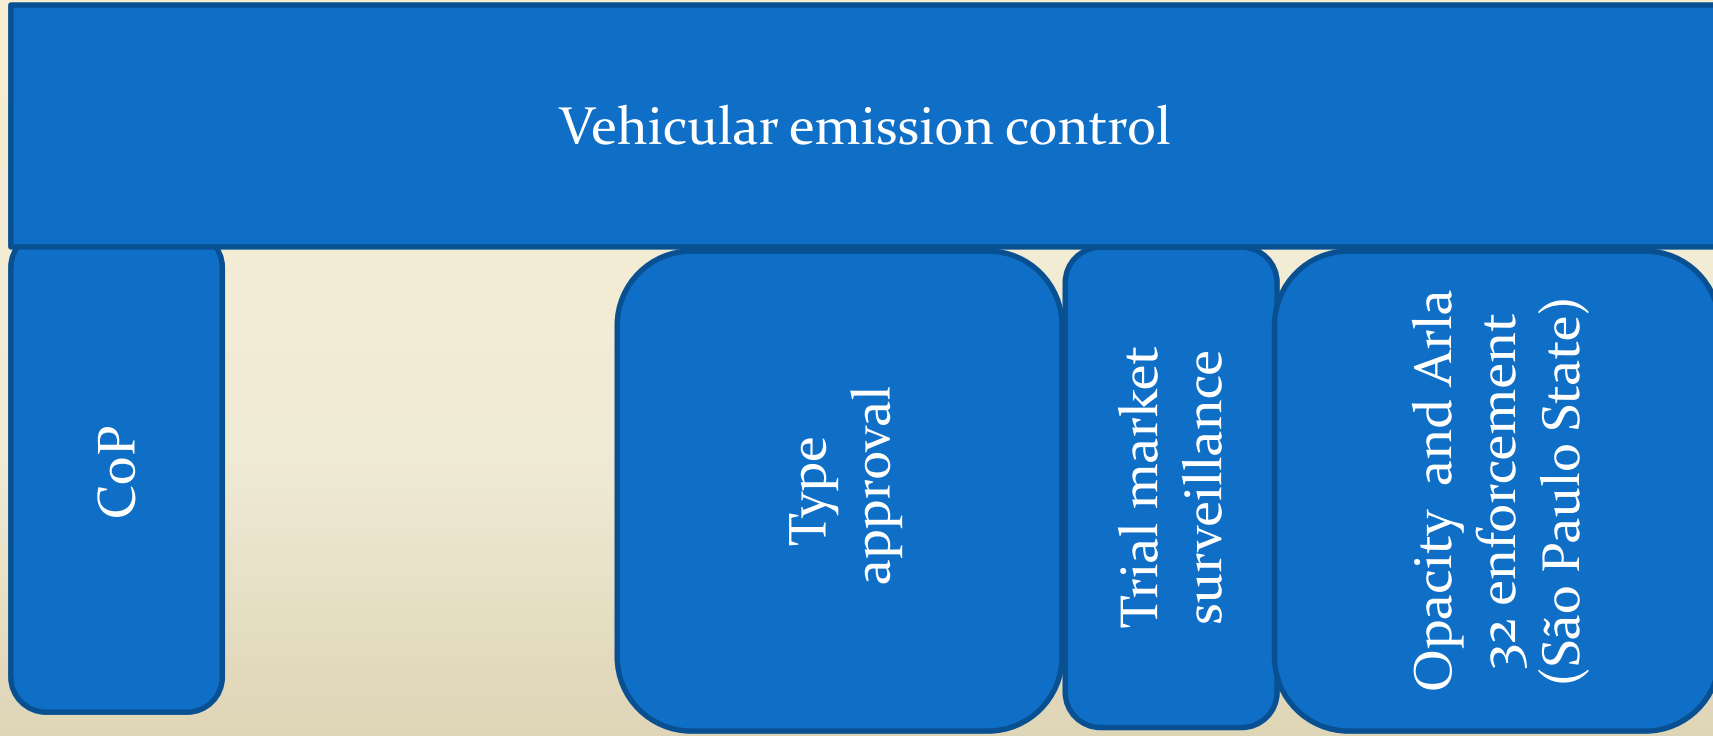 Vehicular emission control
CoP
Type
approval
Trial market
surveillance
Opacity  and Arla
32 enforcement
(São Paulo State)